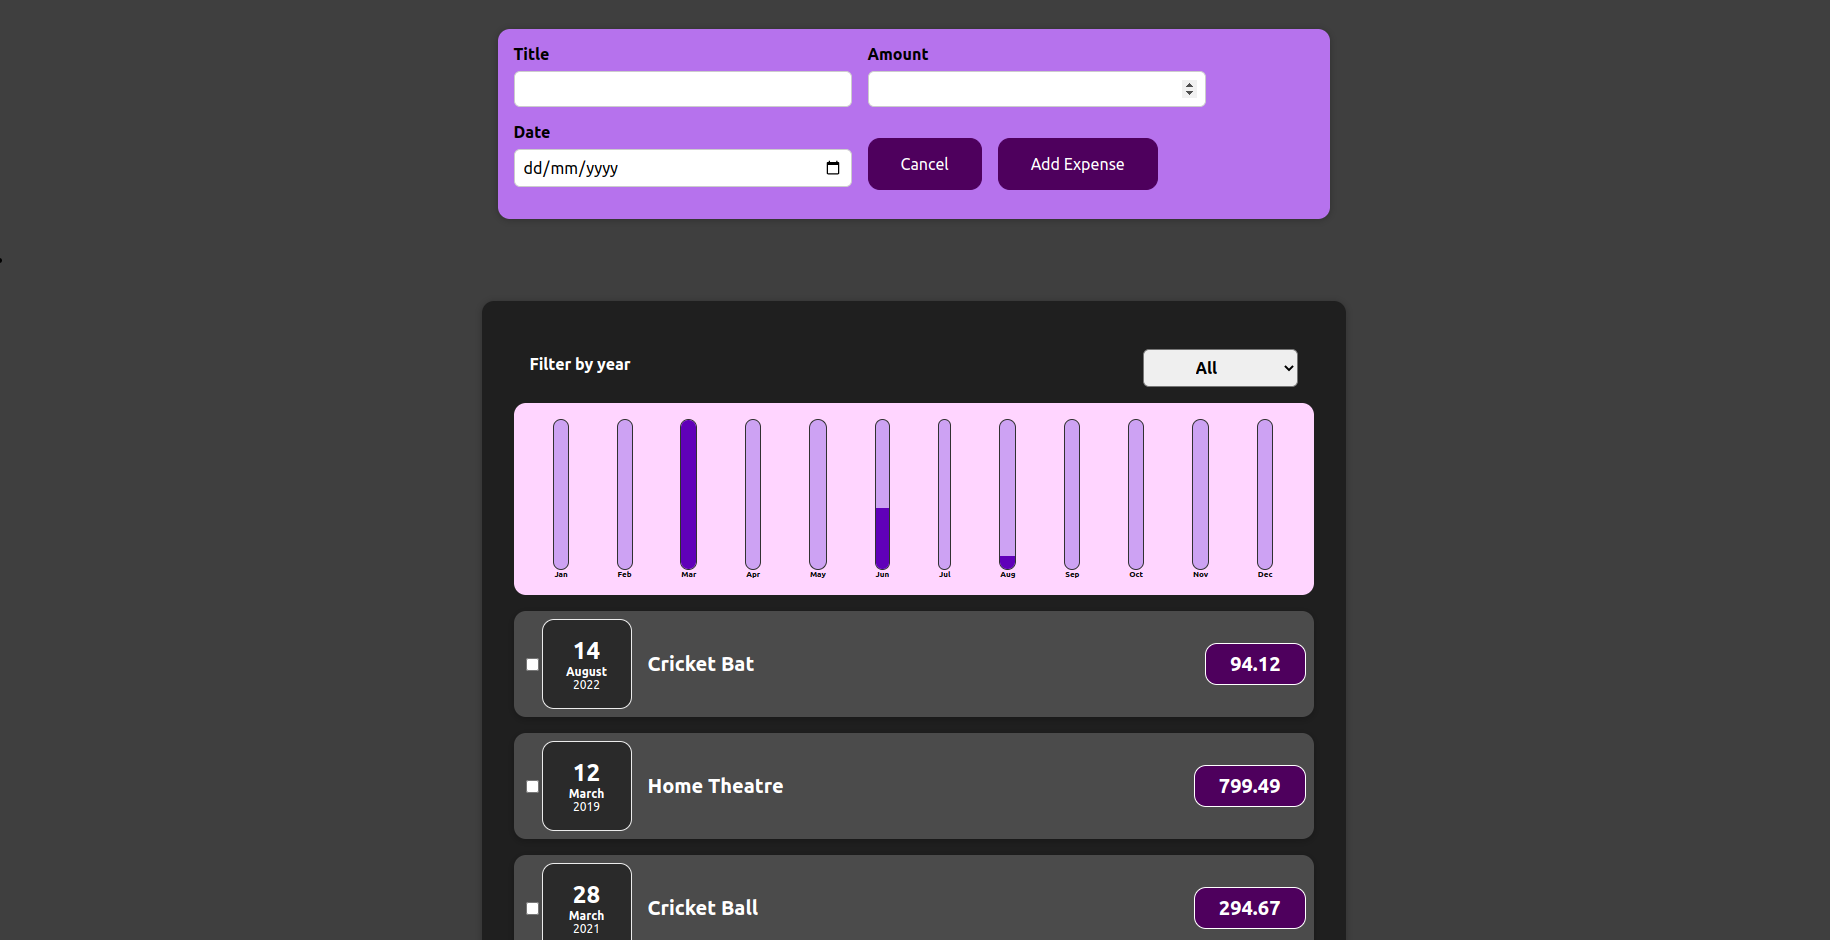 Title Amount
Date
dd/mm/yyyy Cancel Add Expense
Filter by year All
Jan Feb Mar Apr May Jun Jul Aug Sep Oct Nov Dec
14
August
2022
Cricket Bat 94.12
12
March
2019
Home Theatre 799.49
28
March
2021
Cricket Ball 294.67